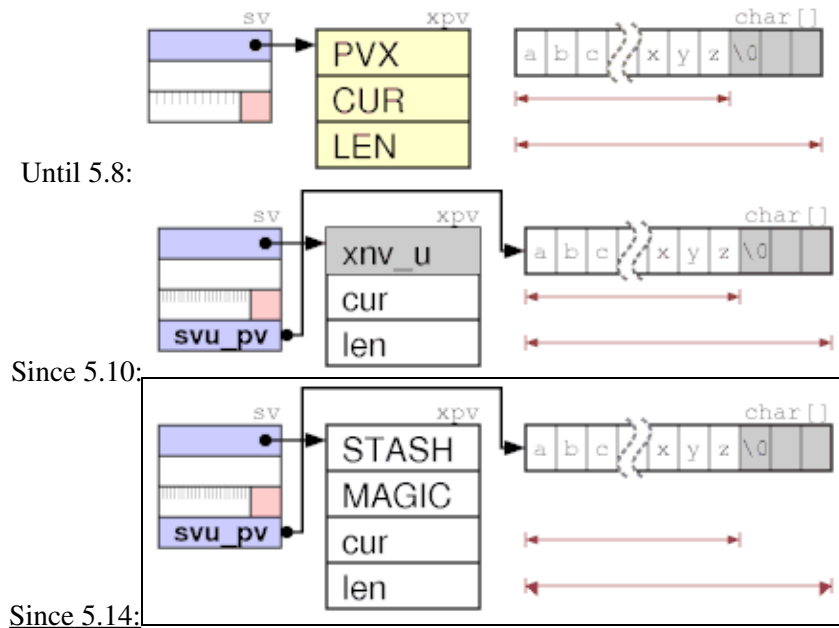 sv xpv char[]
PVX a b c x y z \0
CUR
LEN
Until 5.8:
sv xpv char[]
xnv_u a b c x y z \0
cur
svu_pv len
Since 5.10:
sv xpv char[]
STASH a b c x y z \0
MAGIC
svu_pv cur
len
Since 5.14: